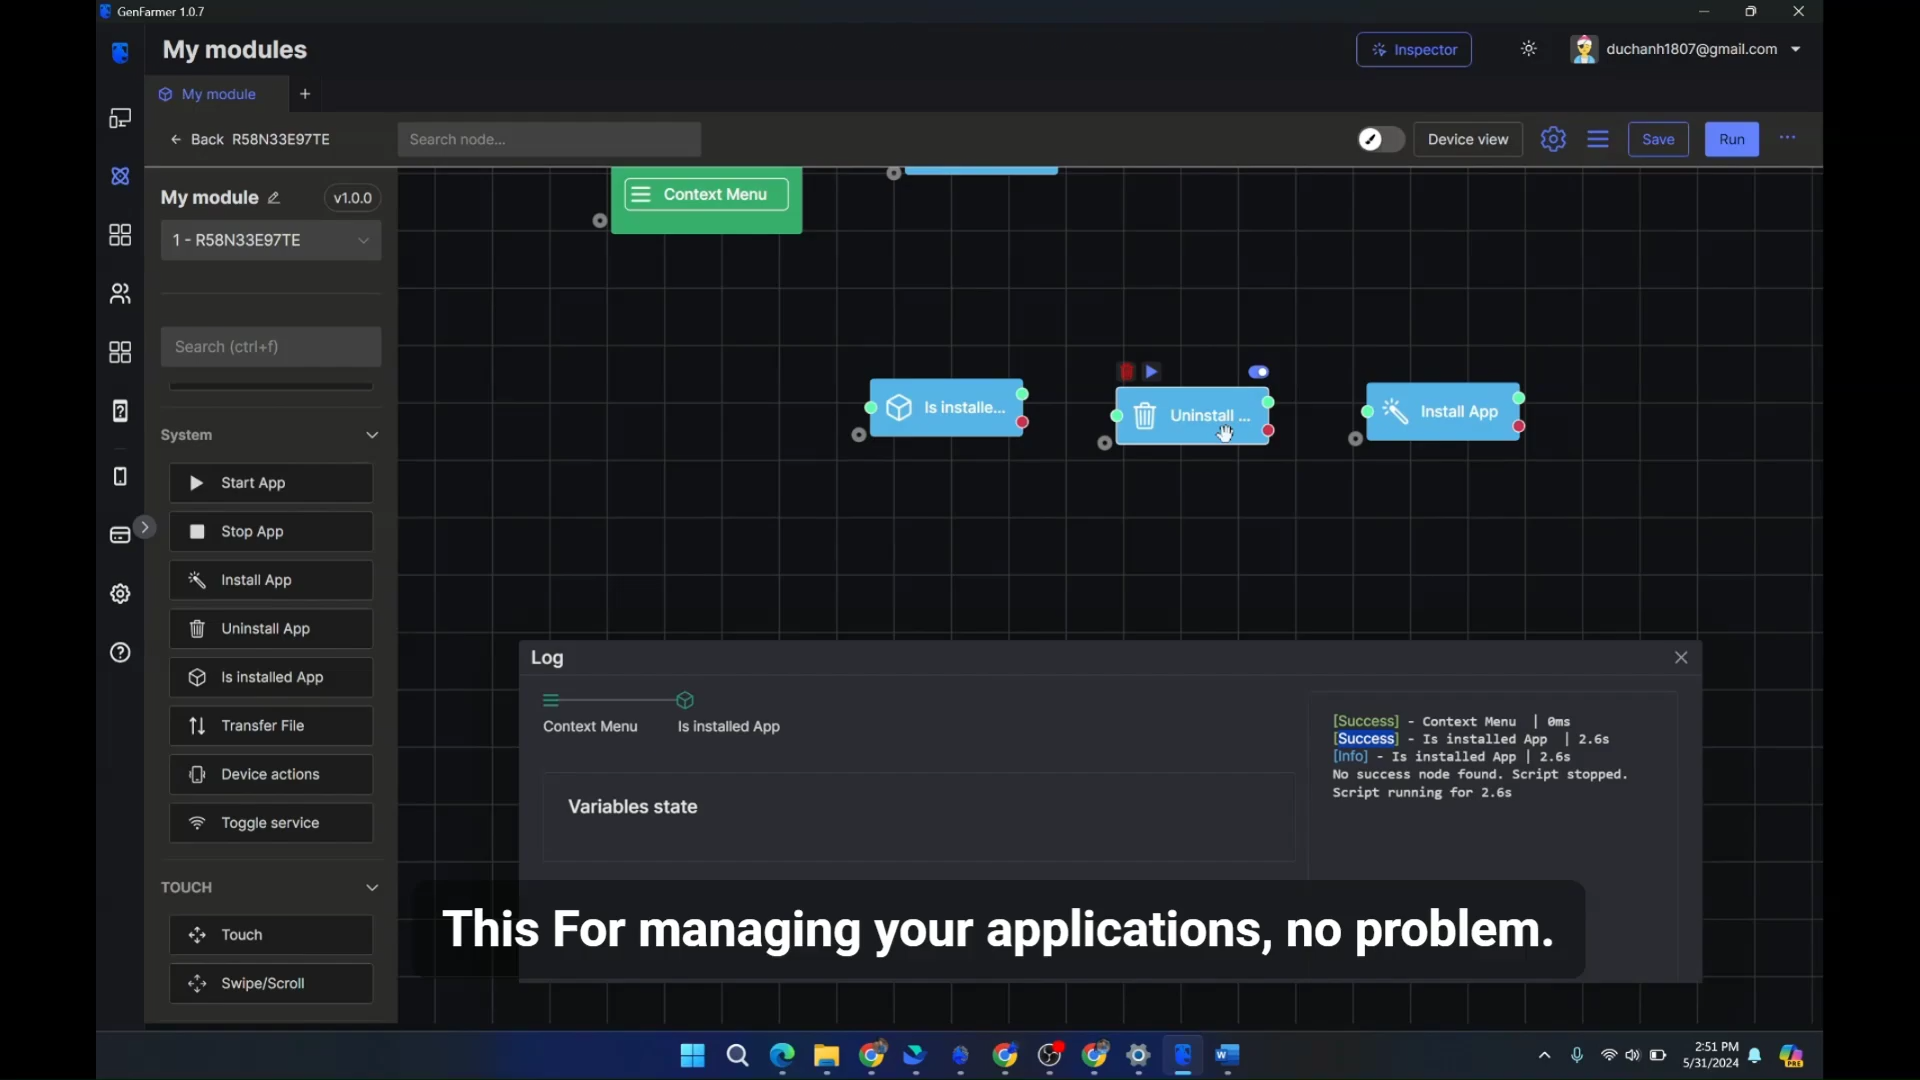 GenFarmer 1.0.7
My modules
Inspector
duchanh1807@gmail.com
My module
+
Back R58N33E97TE
Search node...
Device view
Save
Run
My module
v1.0.0
1 - R58N33E97TE
Search (ctrl+f)
System
Start App
Stop App
Install App
Uninstall App
Is installed App
Transfer File
Device actions
Toggle service
TOUCH
Touch
Swipe/Scroll
Context Menu
Is installe...
Uninstall ...
Install App
Log
Context Menu
Is installed App
Variables state
[Success] - Context Menu | 0ms
[Success] - Is installed App | 2.6s
[Info] - Is installed App | 2.6s
No success node found. Script stopped.
Script running for 2.6s
This For managing your applications, no problem.
2:51 PM
5/31/2024
PRE